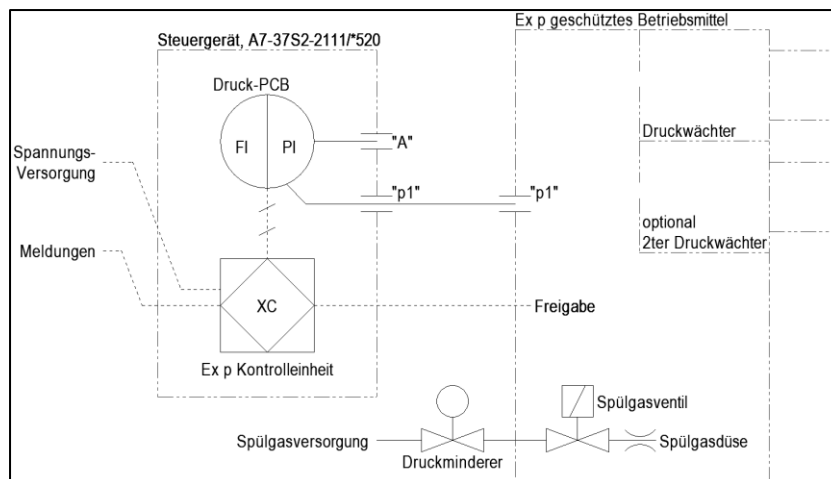 Ex p geschütztes Betriebsmittel
Steuergerät, A7-37S2-2111/*520
Druck-PCB
FI
PI
"A"
Druckwächter
Spannungs-
Versorgung
"p1"
"p1"
optional
2ter Druckwächter
Meldungen
XC
Freigabe
Ex p Kontrolleinheit
Spülgasventil
Spülgasversorgung
Spülgasdüse
Druckminderer